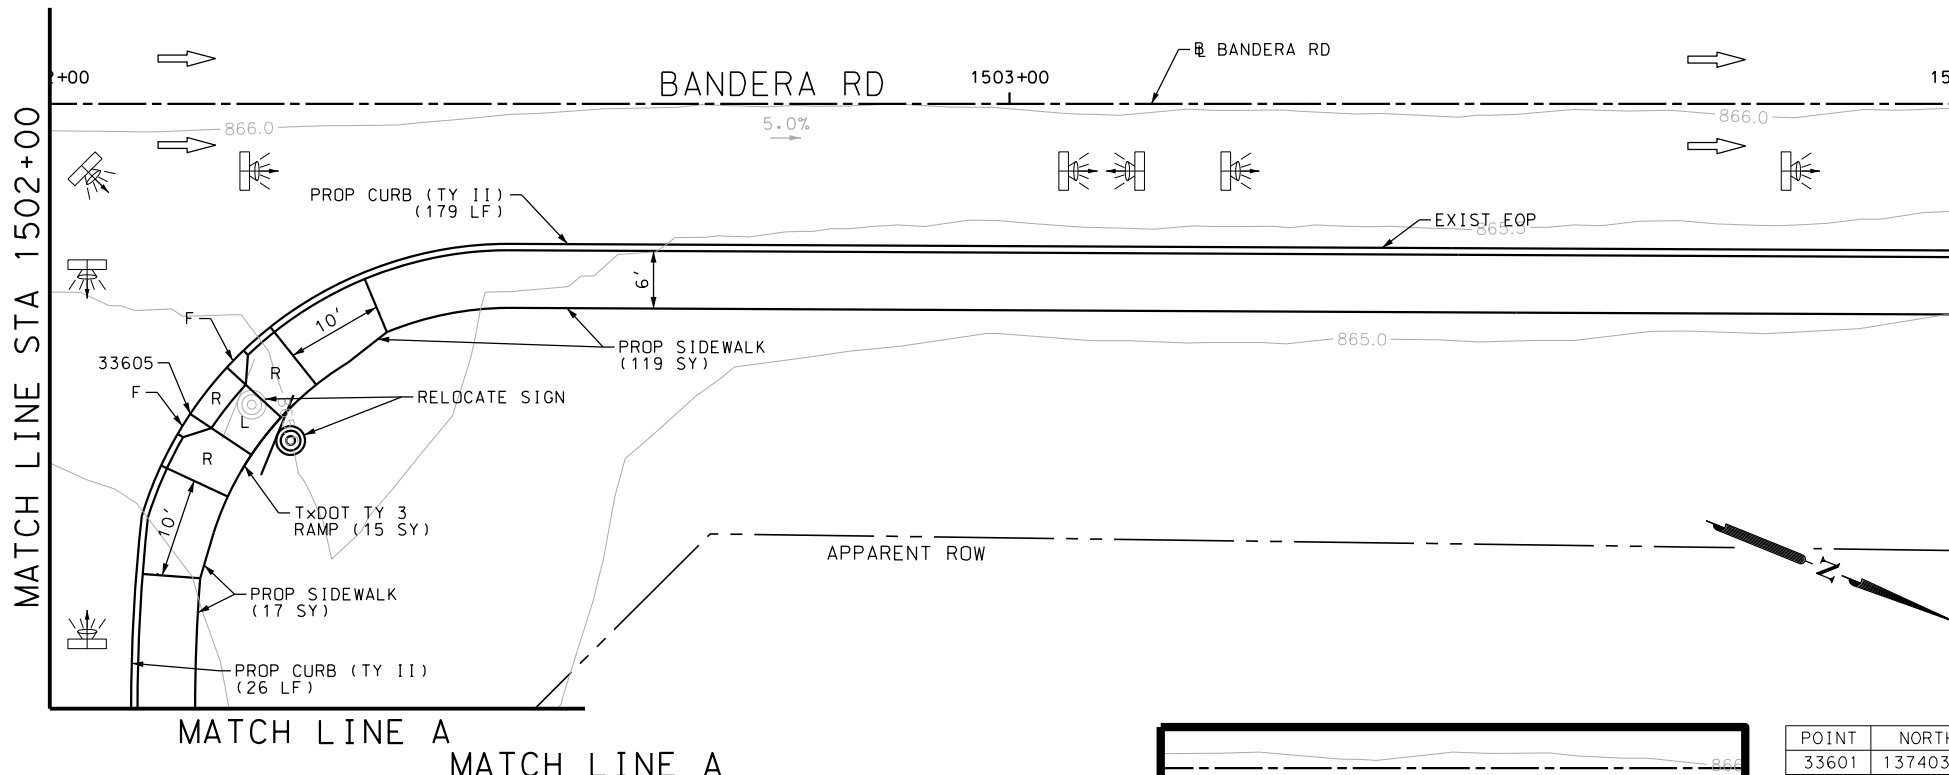 MATCH LINE STA 1502+00
+00
BANDERA RD
1503+00
℄ BANDERA RD
15
866.0
5.0%
866.0
PROP CURB (TY II)
(179 LF)
EXIST EOP
865.5
6'
F
10'
33605
F
R
R
L
R
PROP SIDEWALK
(119 SY)
865.0
RELOCATE SIGN
10'
TxDOT TY 3
RAMP (15 SY)
APPARENT ROW
N
PROP SIDEWALK
(17 SY)
PROP CURB (TY II)
(26 LF)
MATCH LINE A
MATCH LINE A
866
POINT NORTH
33601 137403